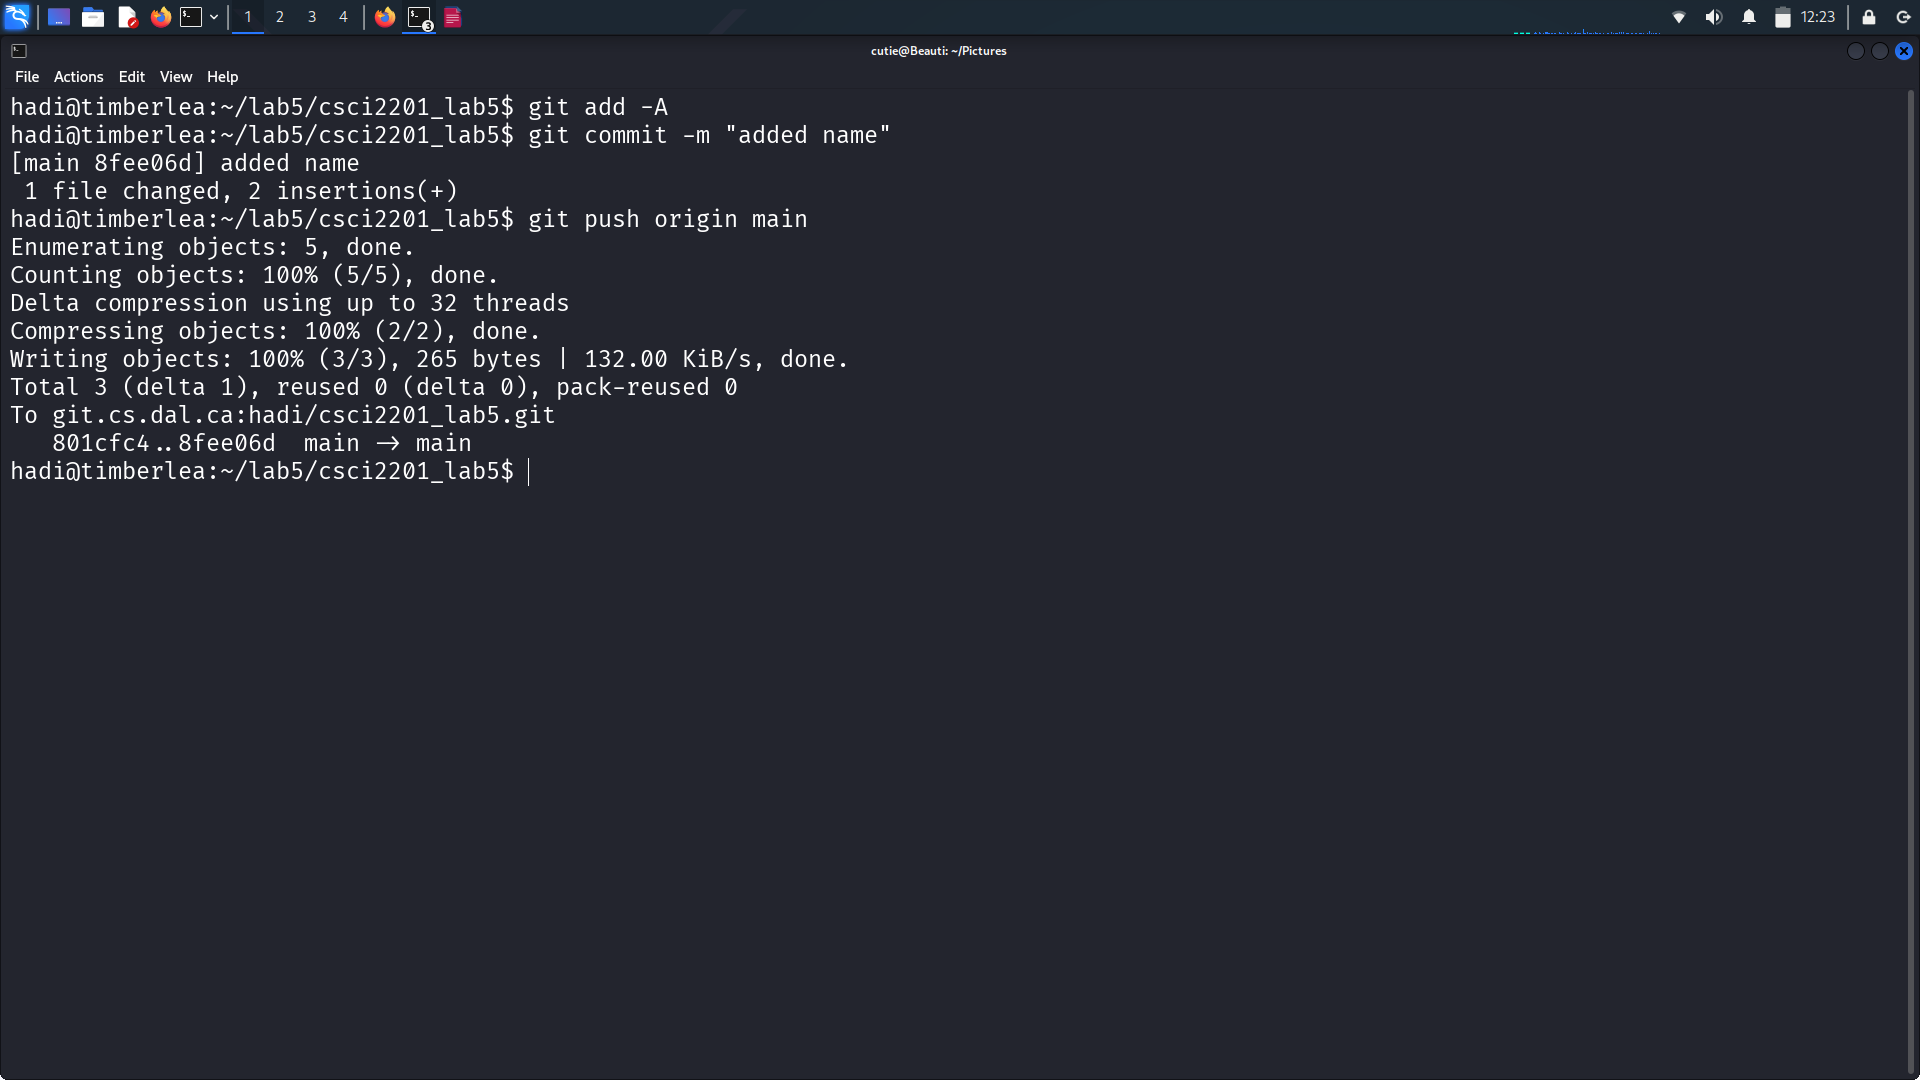 1 2 3 4 3 12:23
cutie@Beauti: ~/Pictures
File Actions Edit View Help
hadi@timberlea:~/lab5/csci2201_lab5$ git add -A
hadi@timberlea:~/lab5/csci2201_lab5$ git commit -m "added name"
[main 8fee06d] added name
 1 file changed, 2 insertions(+)
hadi@timberlea:~/lab5/csci2201_lab5$ git push origin main
Enumerating objects: 5, done.
Counting objects: 100% (5/5), done.
Delta compression using up to 32 threads
Compressing objects: 100% (2/2), done.
Writing objects: 100% (3/3), 265 bytes | 132.00 KiB/s, done.
Total 3 (delta 1), reused 0 (delta 0), pack-reused 0
To git.cs.dal.ca:hadi/csci2201_lab5.git
   801cfc4..8fee06d  main -> main
hadi@timberlea:~/lab5/csci2201_lab5$